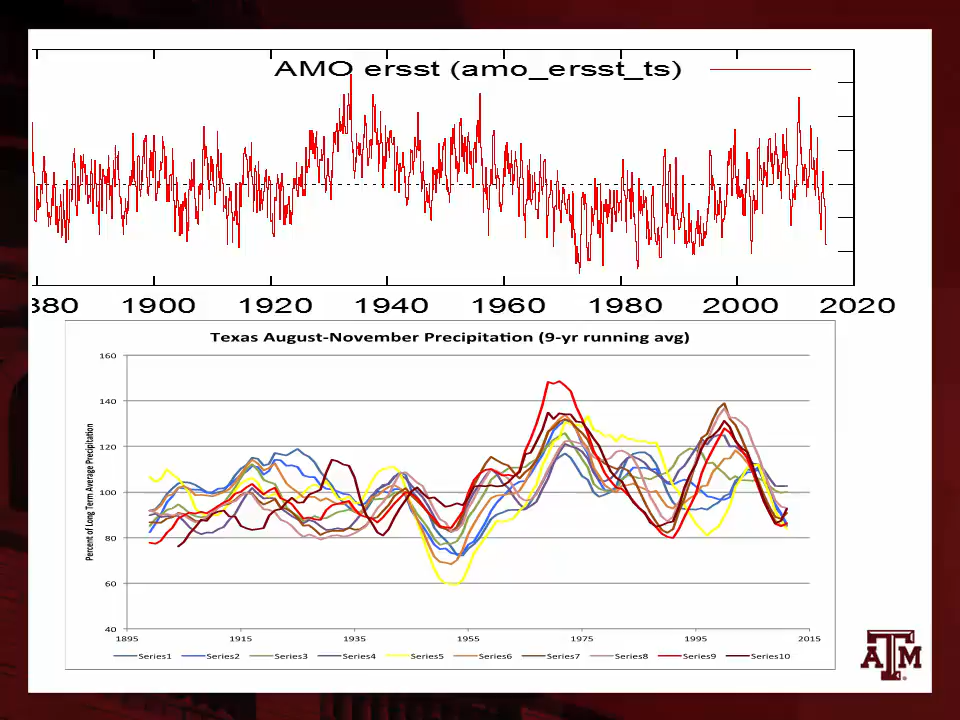 AMO ersst (amo_ersst_ts)
880 1900 1920 1940 1960 1980 2000 2020
Texas August-November Precipitation (9-yr running avg)
160
140
120
100
80
60
40
Percent of Long Term Average Precipitation
1895 1915 1935 1955 1975 1995 2015
Series1 Series2 Series3 Series4 Series5 Series6 Series7 Series8 Series9 Series10
ATM